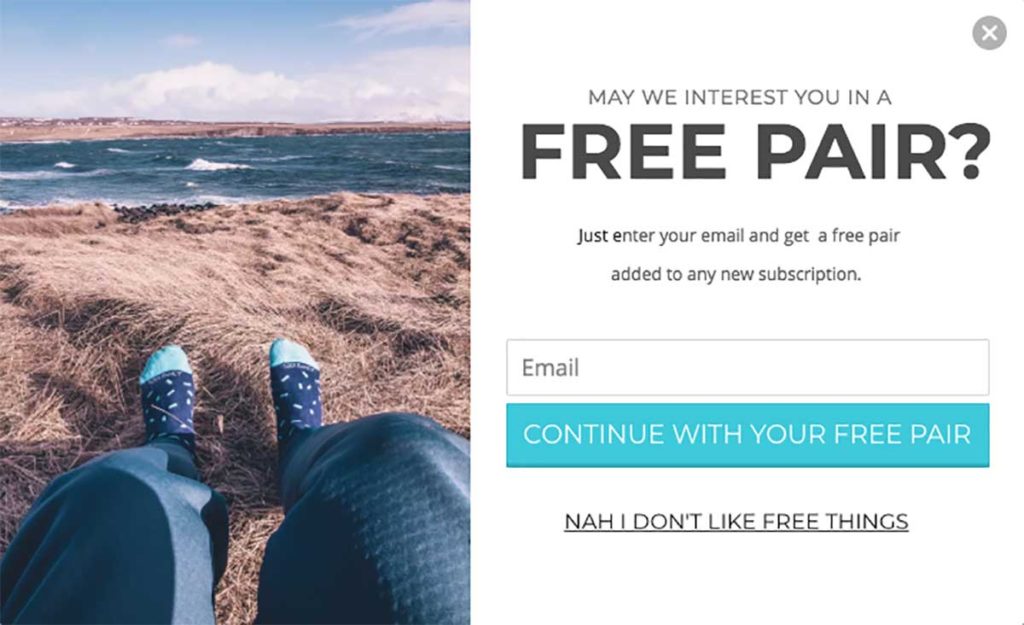 MAY WE INTEREST YOU IN A
FREE PAIR?
Just enter your email and get  a free pair
added to any new subscription.
Email
CONTINUE WITH YOUR FREE PAIR
NAH I DON'T LIKE FREE THINGS